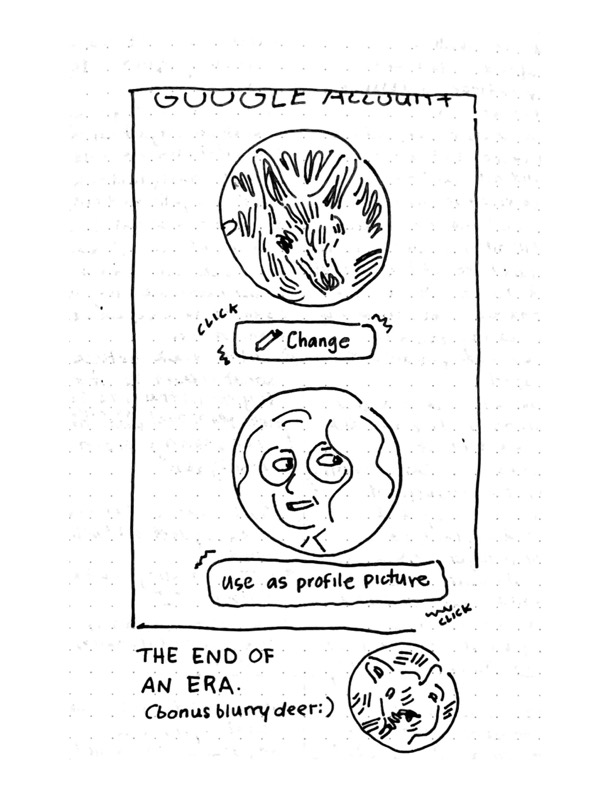 GOOGLE Account
CLICK
Change
use as profile picture
CLICK
THE END OF
AN ERA.
(bonus blurry deer:)